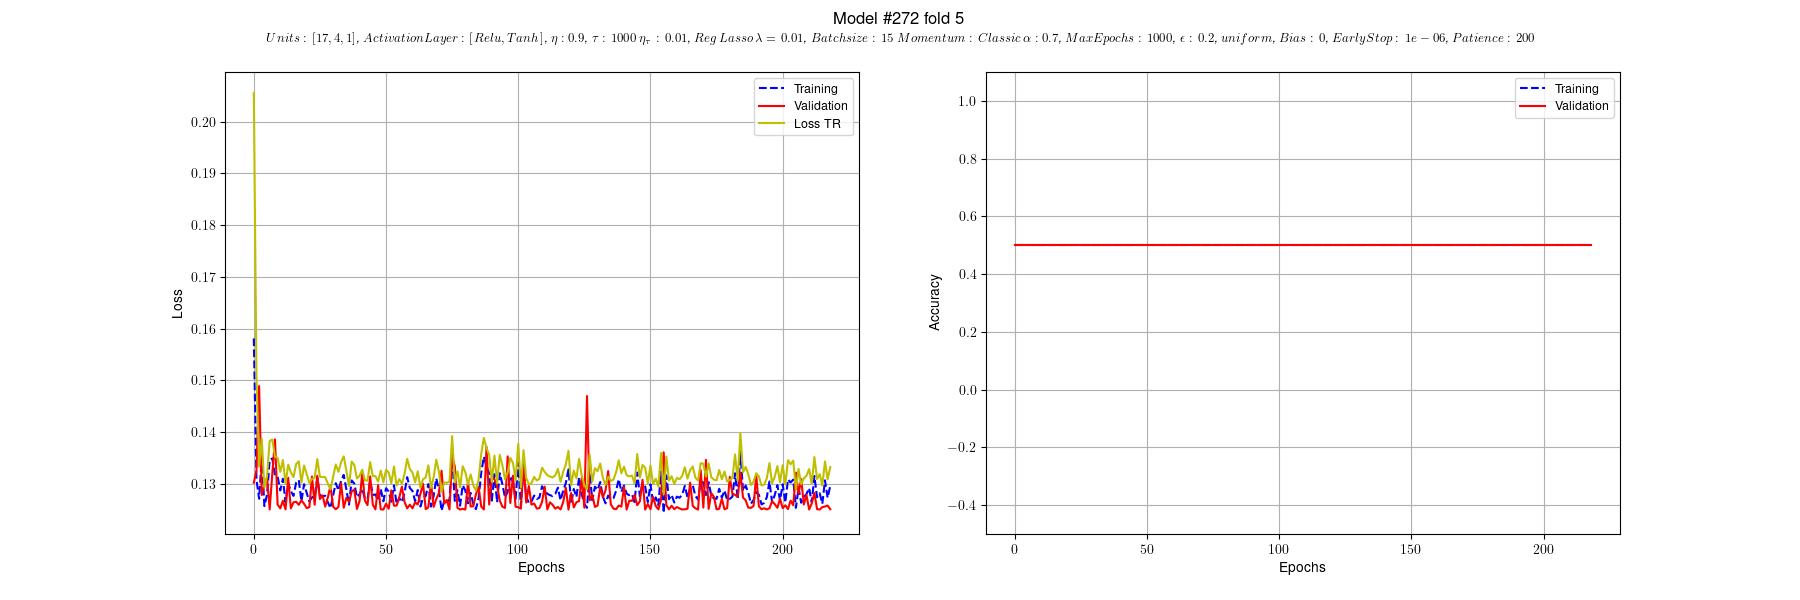 Model #272 fold 5
Units : [17, 4, 1], ActivationLayer : [Relu, Tanh], η : 0.9, τ : 1000 η_τ : 0.01, Reg Lasso λ = 0.01, Batchsize : 15 Momentum : Classic α : 0.7, MaxEpochs : 1000, ϵ : 0.2, uniform, Bias : 0, EarlyStop : 1e − 06, Patience : 200
Training
Validation
Loss TR
0.20
0.19
0.18
0.17
0.16
0.15
0.14
0.13
Loss
0
50
100
150
200
Epochs
Training
Validation
1.0
0.8
0.6
0.4
0.2
0.0
−0.2
−0.4
Accuracy
0
50
100
150
200
Epochs